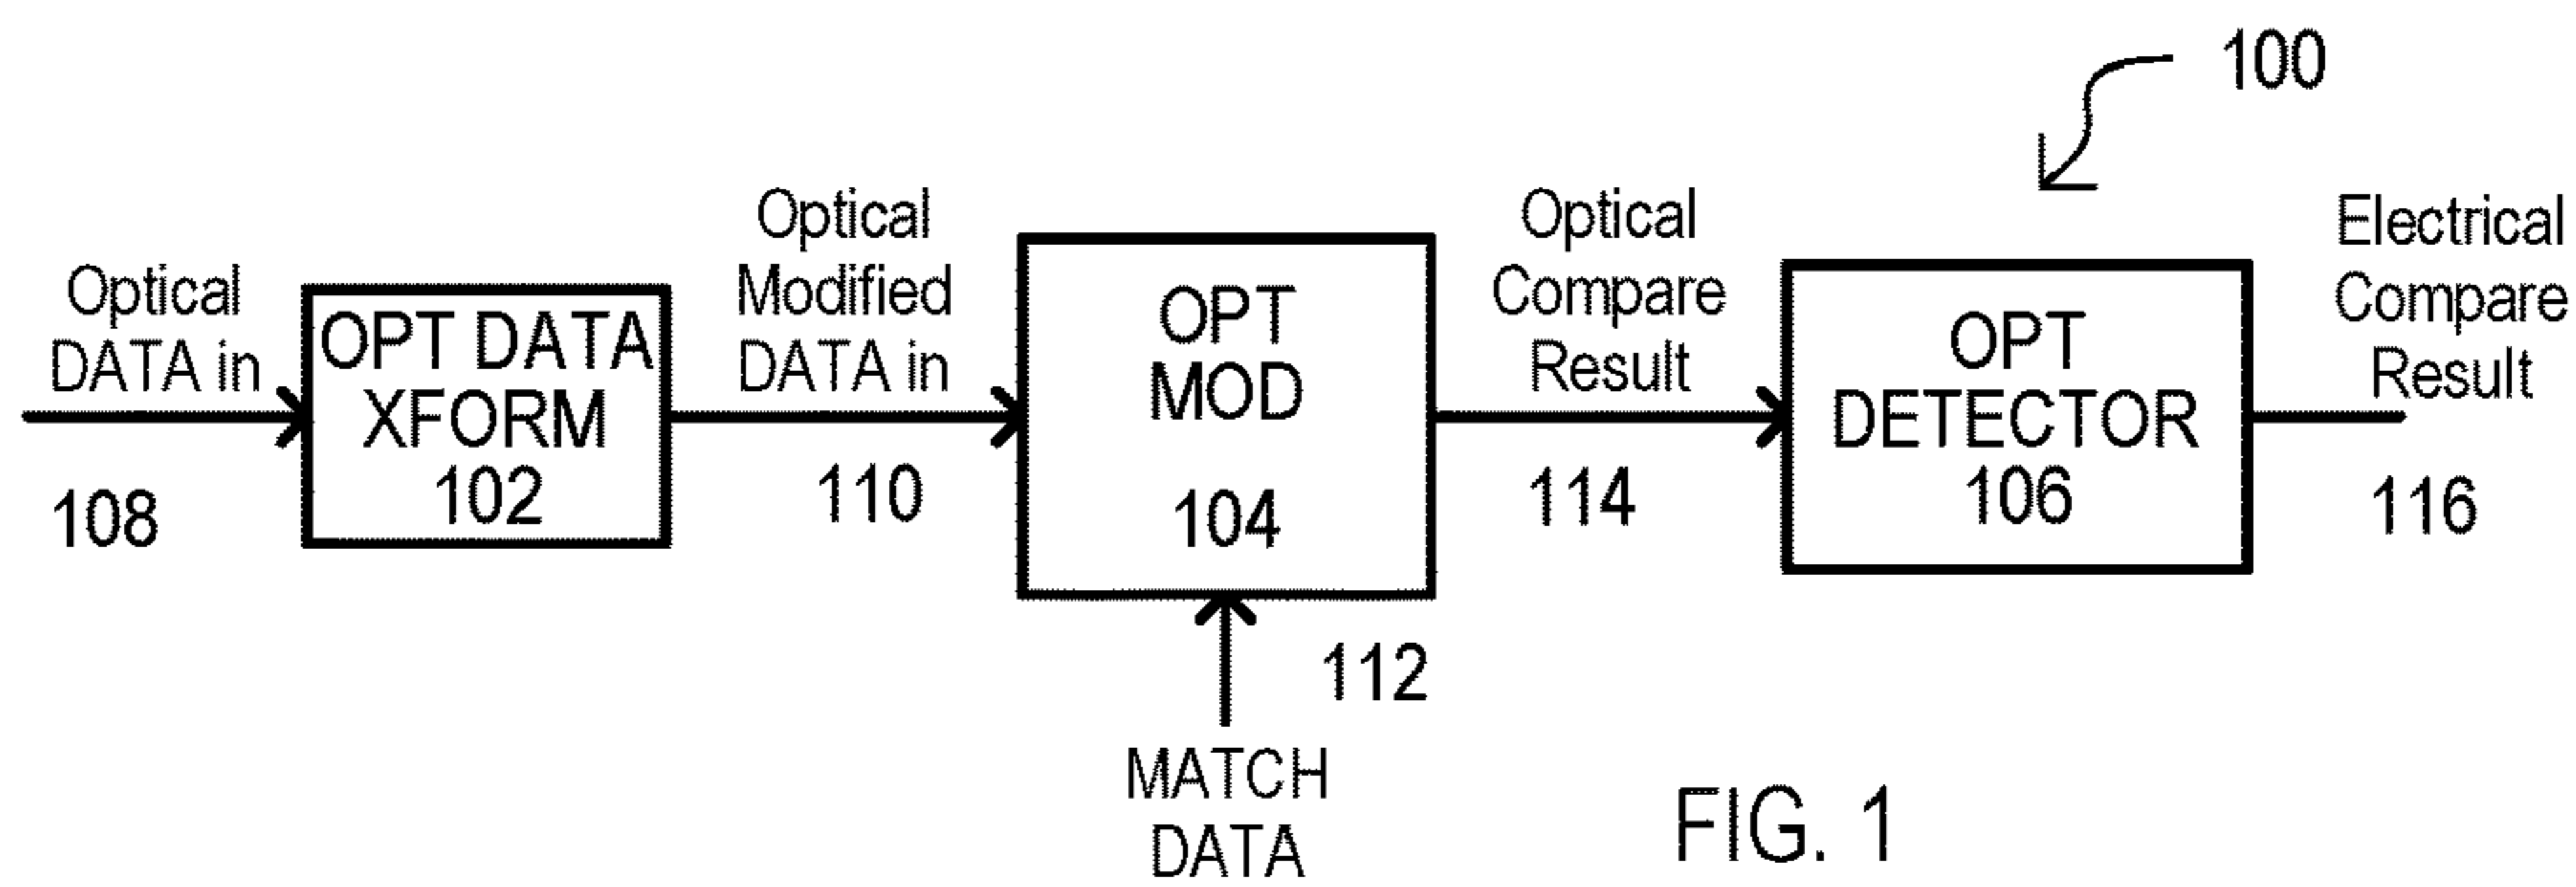 100
Optical
DATA in
108
OPT DATA
XFORM
102
Optical
Modified
DATA in
110
OPT
MOD
104
112
MATCH
DATA
Optical
Compare
Result
114
OPT
DETECTOR
106
Electrical
Compare
Result
116
FIG. 1